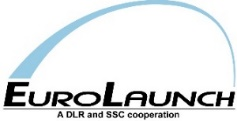 EUROLAUNCH
A DLR and SSC cooperation